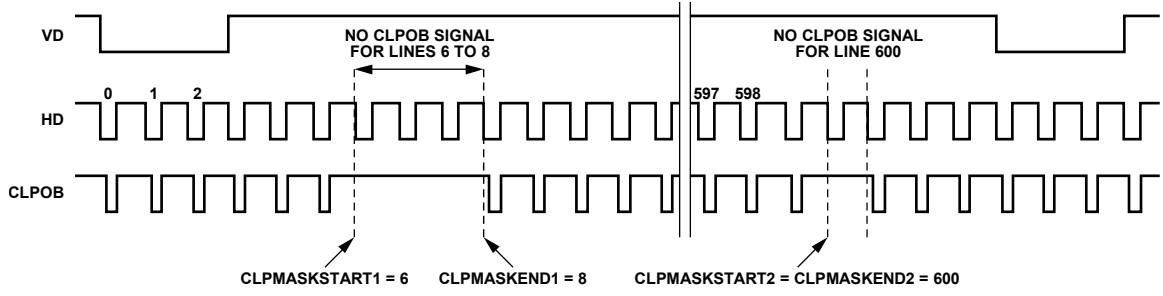 VD
NO CLPOB SIGNAL
FOR LINES 6 TO 8
NO CLPOB SIGNAL
FOR LINE 600
HD
0 1 2 597 598
CLPOB
CLPMASKSTART1 = 6 CLPMASKEND1 = 8 CLPMASKSTART2 = CLPMASKEND2 = 600